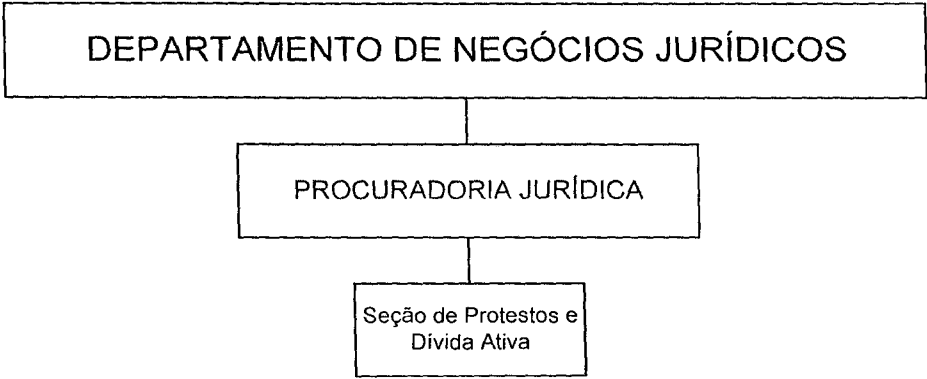 DEPARTAMENTO DE NEGÓCIOS JURÍDICOS
PROCURADORIA JURÍDICA
Seção de Protestos e
Dívida Ativa